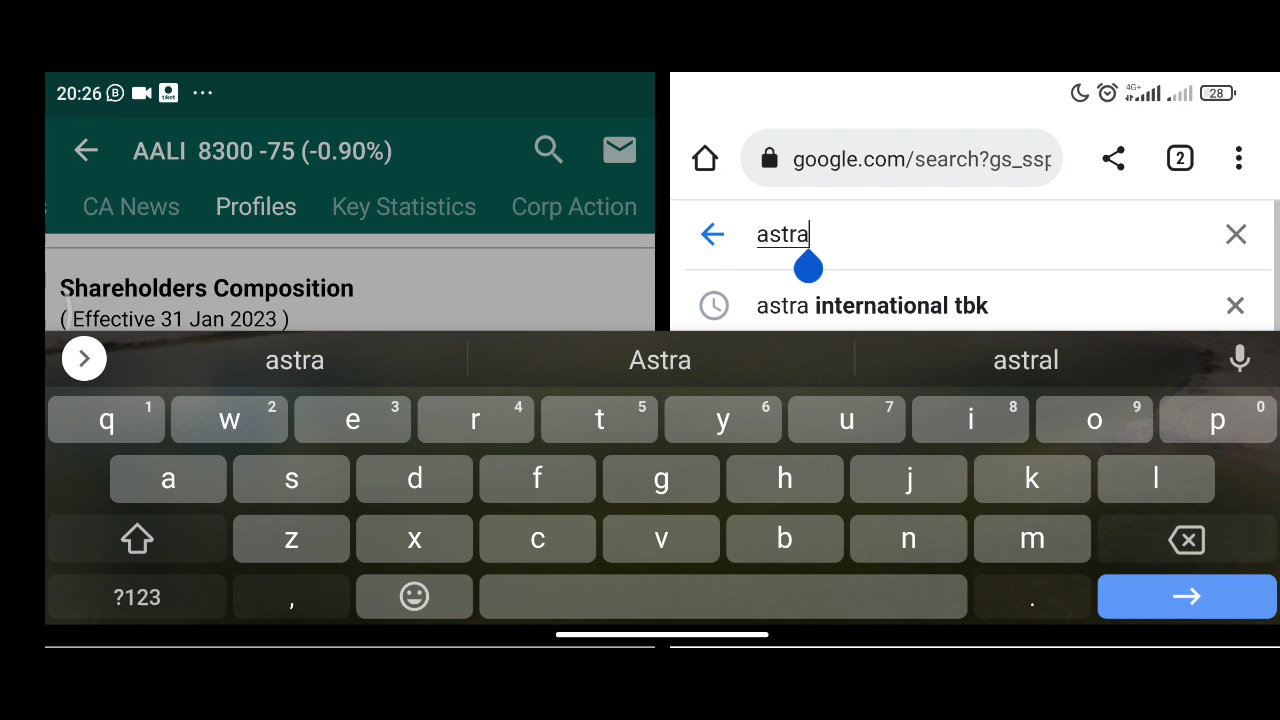 20:26
AALI 8300 -75 (-0.90%)
CA News Profiles Key Statistics Corp Action
Shareholders Composition
( Effective 31 Jan 2023 )
4G+ 28
google.com/search?gs_ssp
2
astra
astra international tbk
astra Astra astral
q 1 w 2 e 3 r 4 t 5 y 6 u 7 i 8 o 9 p 0
a s d f g h j k l
z x c v b n m
?123 , .